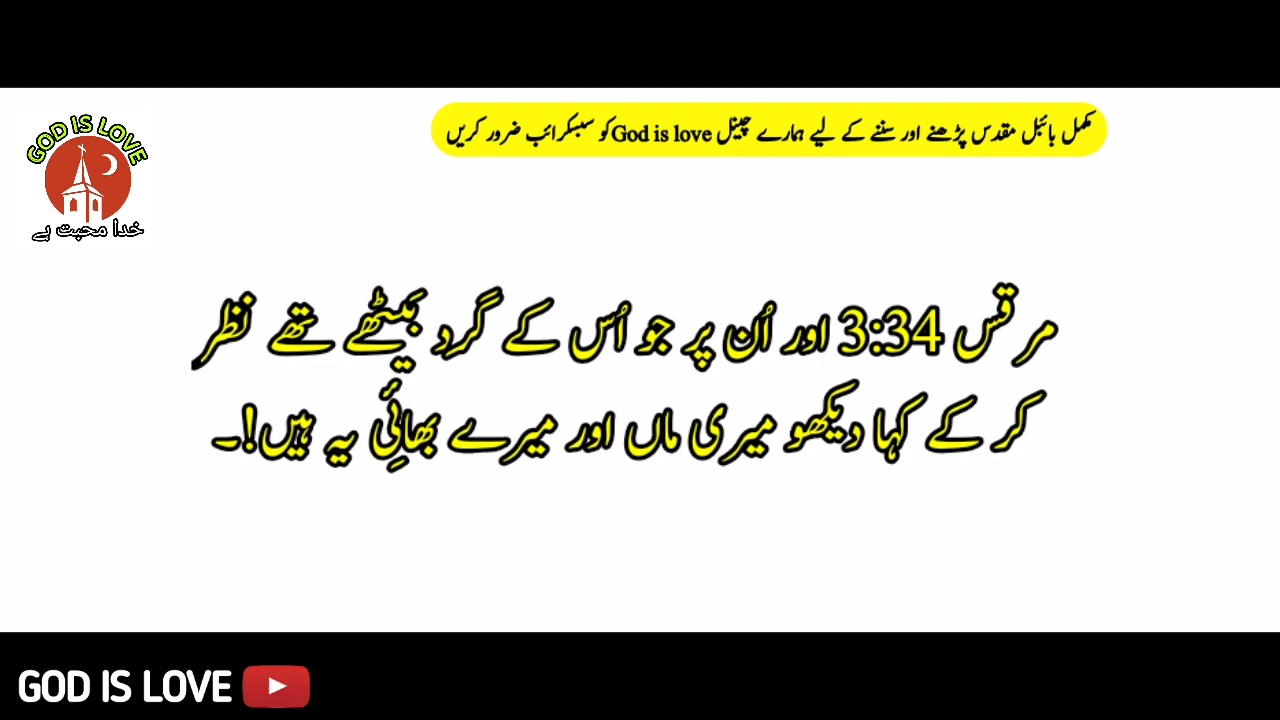 مکمل بائبل مقدس پڑھنے اور سننے کے لیے ہمارے چینل God is love کو سبسکرائب ضرور کریں
GOD IS LOVE
خدا محبت ہے
مرقس 3:34 اور اُن پر جو اُس کے گرد بَیٹھے تھے نظر
کر کے کہا دیکھو میری ماں اور میرے بھائِی یہ ہیں!۔
GOD IS LOVE